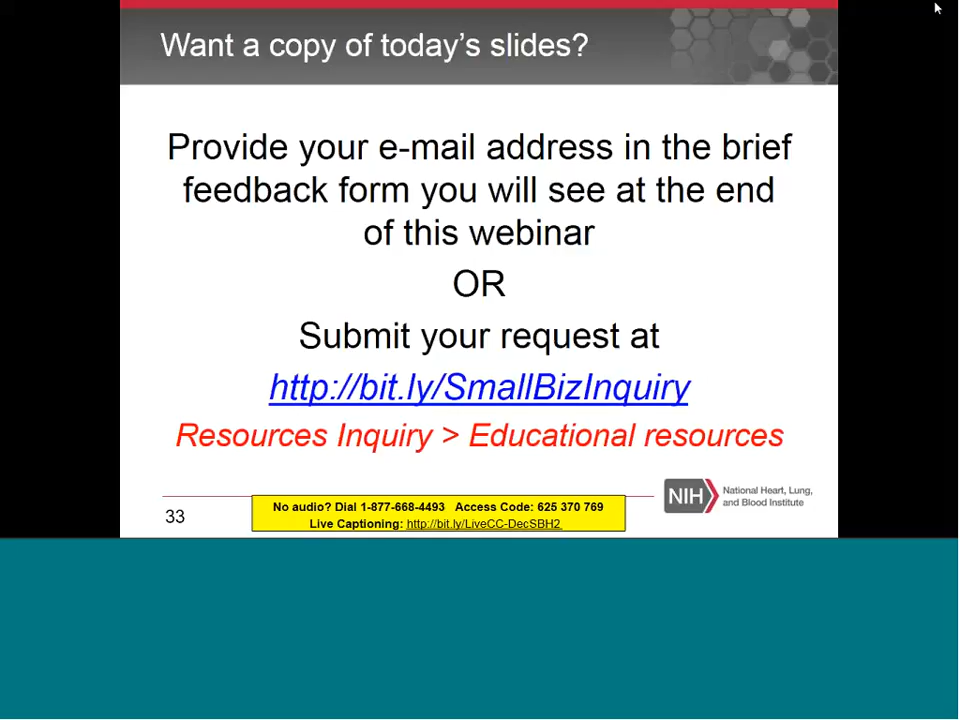 Want a copy of today's slides?
Provide your e-mail address in the brief
feedback form you will see at the end
of this webinar
OR
Submit your request at
http://bit.ly/SmallBizInquiry
Resources Inquiry > Educational resources
33
No audio? Dial 1-877-668-4493 Access Code: 625 370 769
Live Captioning: http://bit.ly/LiveCC-DecSBH2
NIH
National Heart, Lung,
and Blood Institute